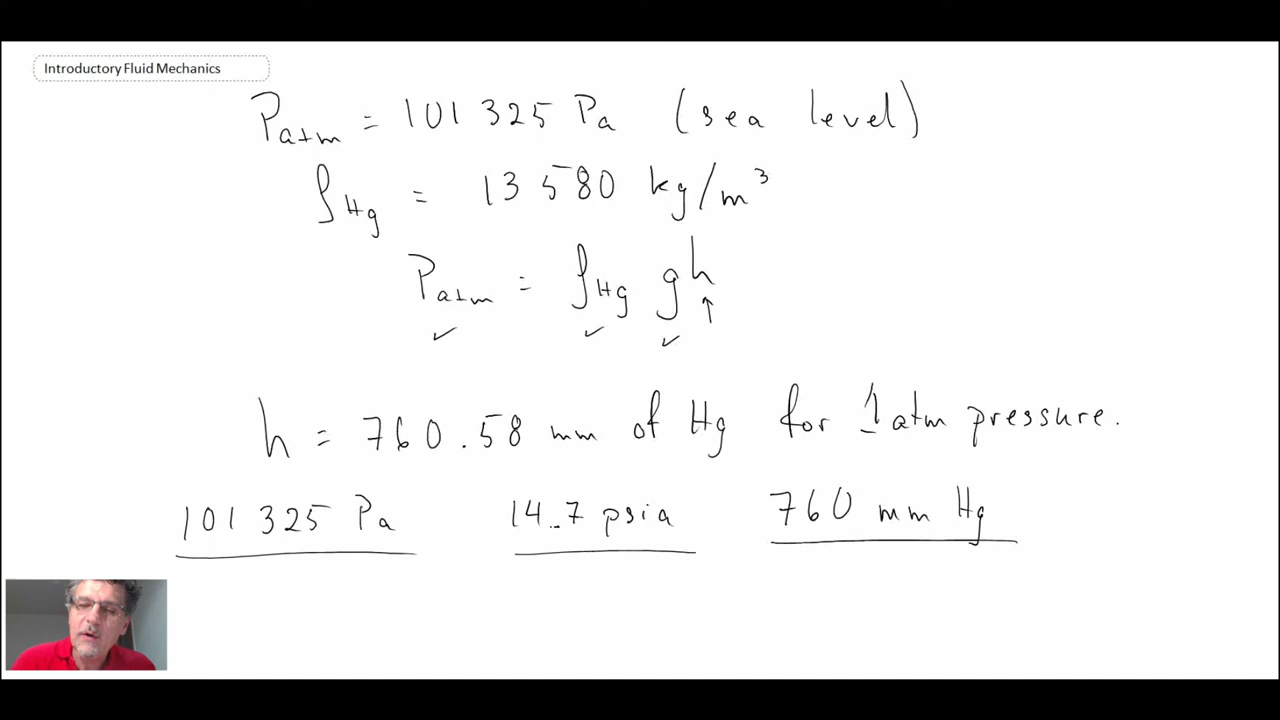 Introductory Fluid Mechanics
Patm = 101 325 Pa (sea level)
ρHg = 13 580 kg/m³
Patm = ρHg gh
h = 760.58 mm of Hg for 1 atm pressure.
101 325 Pa 14.7 psia 760 mm Hg